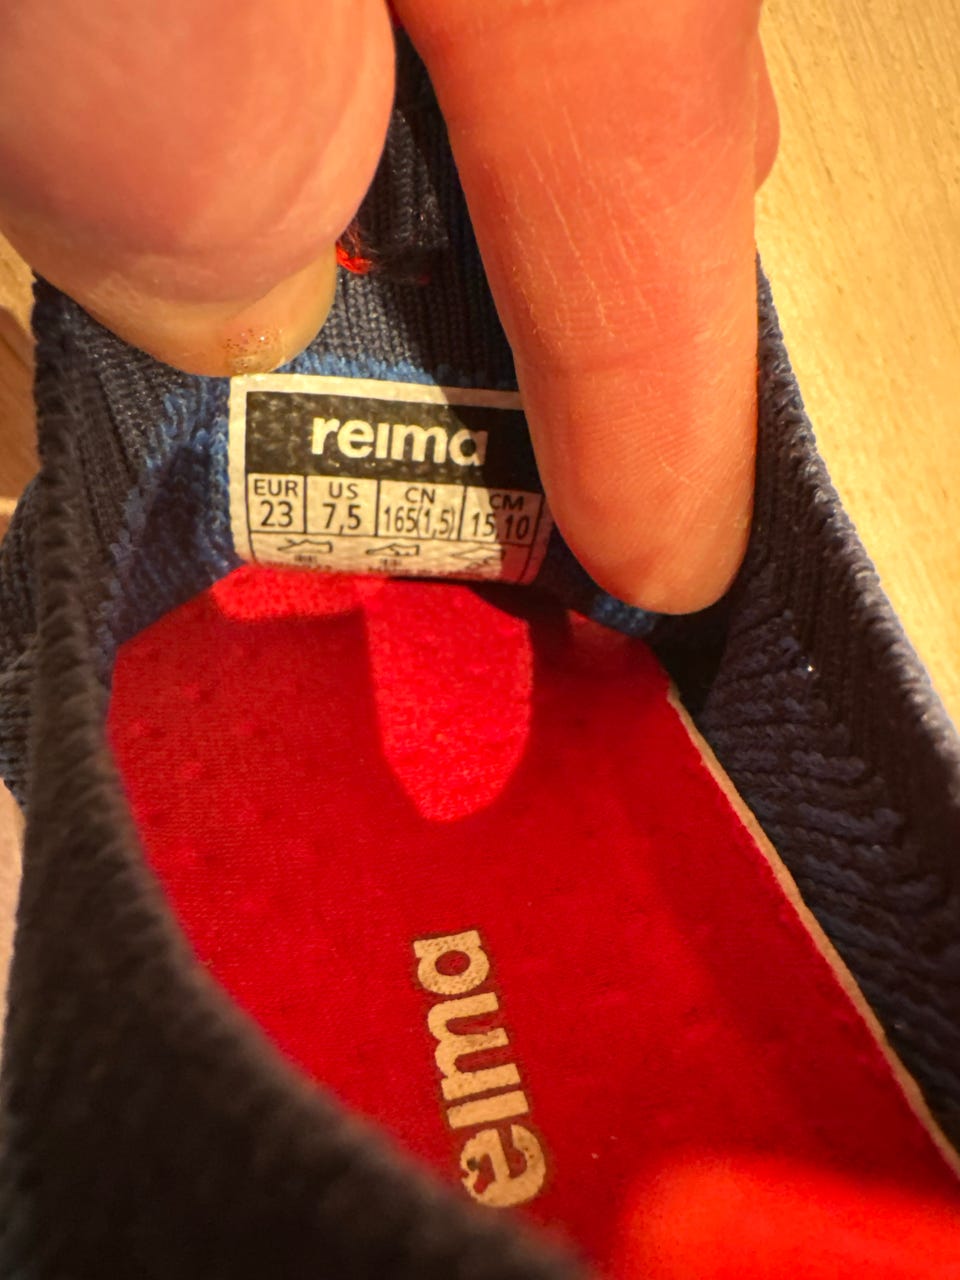 reima
EUR US CN CM
23 7,5 165(1,5) 15,10
reima